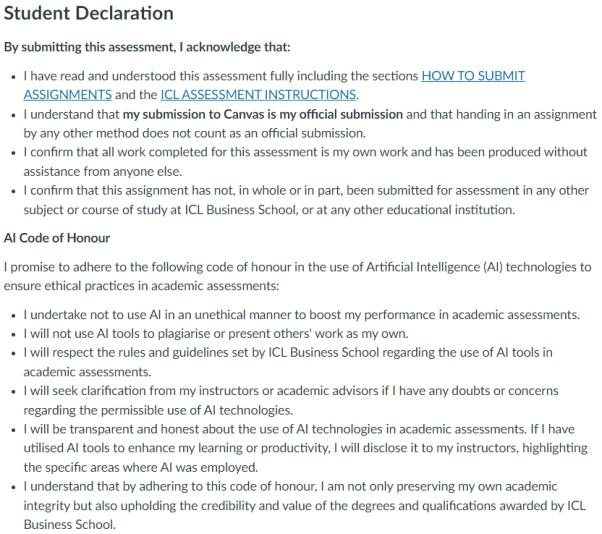 Student Declaration
By submitting this assessment, I acknowledge that:
• I have read and understood this assessment fully including the sections HOW TO SUBMIT
ASSIGNMENTS and the ICL ASSESSMENT INSTRUCTIONS.
• I understand that my submission to Canvas is my official submission and that handing in an assignment
by any other method does not count as an official submission.
• I confirm that all work completed for this assessment is my own work and has been produced without
assistance from anyone else.
• I confirm that this assignment has not, in whole or in part, been submitted for assessment in any other
subject or course of study at ICL Business School, or at any other educational institution.
AI Code of Honour
I promise to adhere to the following code of honour in the use of Artificial Intelligence (AI) technologies to
ensure ethical practices in academic assessments:
• I undertake not to use AI in an unethical manner to boost my performance in academic assessments.
• I will not use AI tools to plagiarise or present others' work as my own.
• I will respect the rules and guidelines set by ICL Business School regarding the use of AI tools in
academic assessments.
• I will seek clarification from my instructors or academic advisors if I have any doubts or concerns
regarding the permissible use of AI technologies.
• I will be transparent and honest about the use of AI technologies in academic assessments. If I have
utilised AI tools to enhance my learning or productivity, I will disclose it to my instructors, highlighting
the specific areas where AI was employed.
• I understand that by adhering to this code of honour, I am not only preserving my own academic
integrity but also upholding the credibility and value of the degrees and qualifications awarded by ICL
Business School.